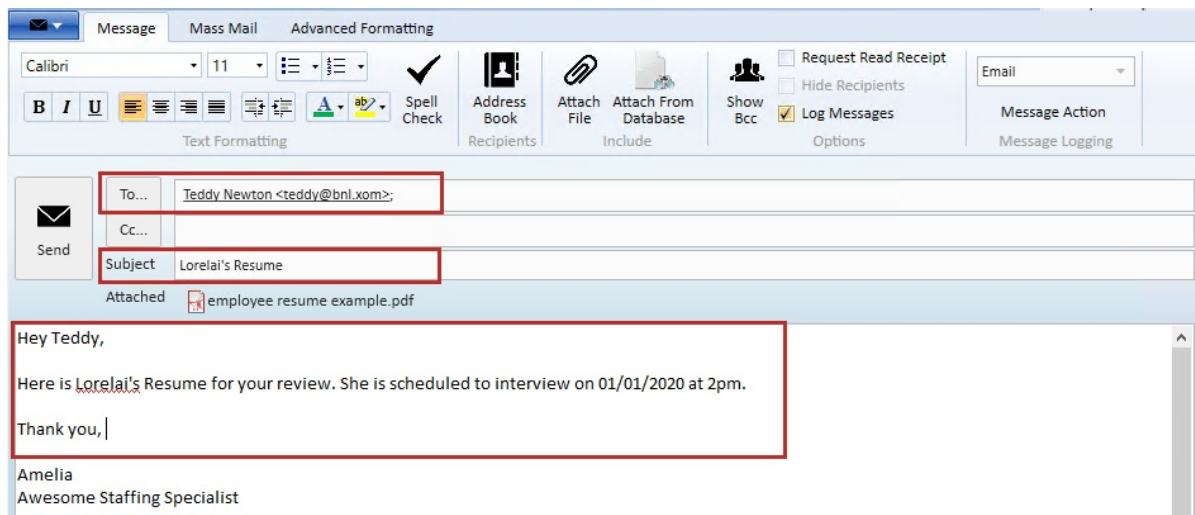 Message Mass Mail Advanced Formatting
Calibri 11
B I U A ab
Spell Check
Text Formatting
Address Book
Recipients
Attach File
Attach From Database
Include
Show Bcc
Request Read Receipt
Hide Recipients
Log Messages
Options
Email
Message Action
Message Logging
Send
To... Teddy Newton <teddy@bnl.xom>;
Cc...
Subject Lorelai's Resume
Attached employee resume example.pdf
Hey Teddy,
Here is Lorelai's Resume for your review. She is scheduled to interview on 01/01/2020 at 2pm.
Thank you,
Amelia
Awesome Staffing Specialist